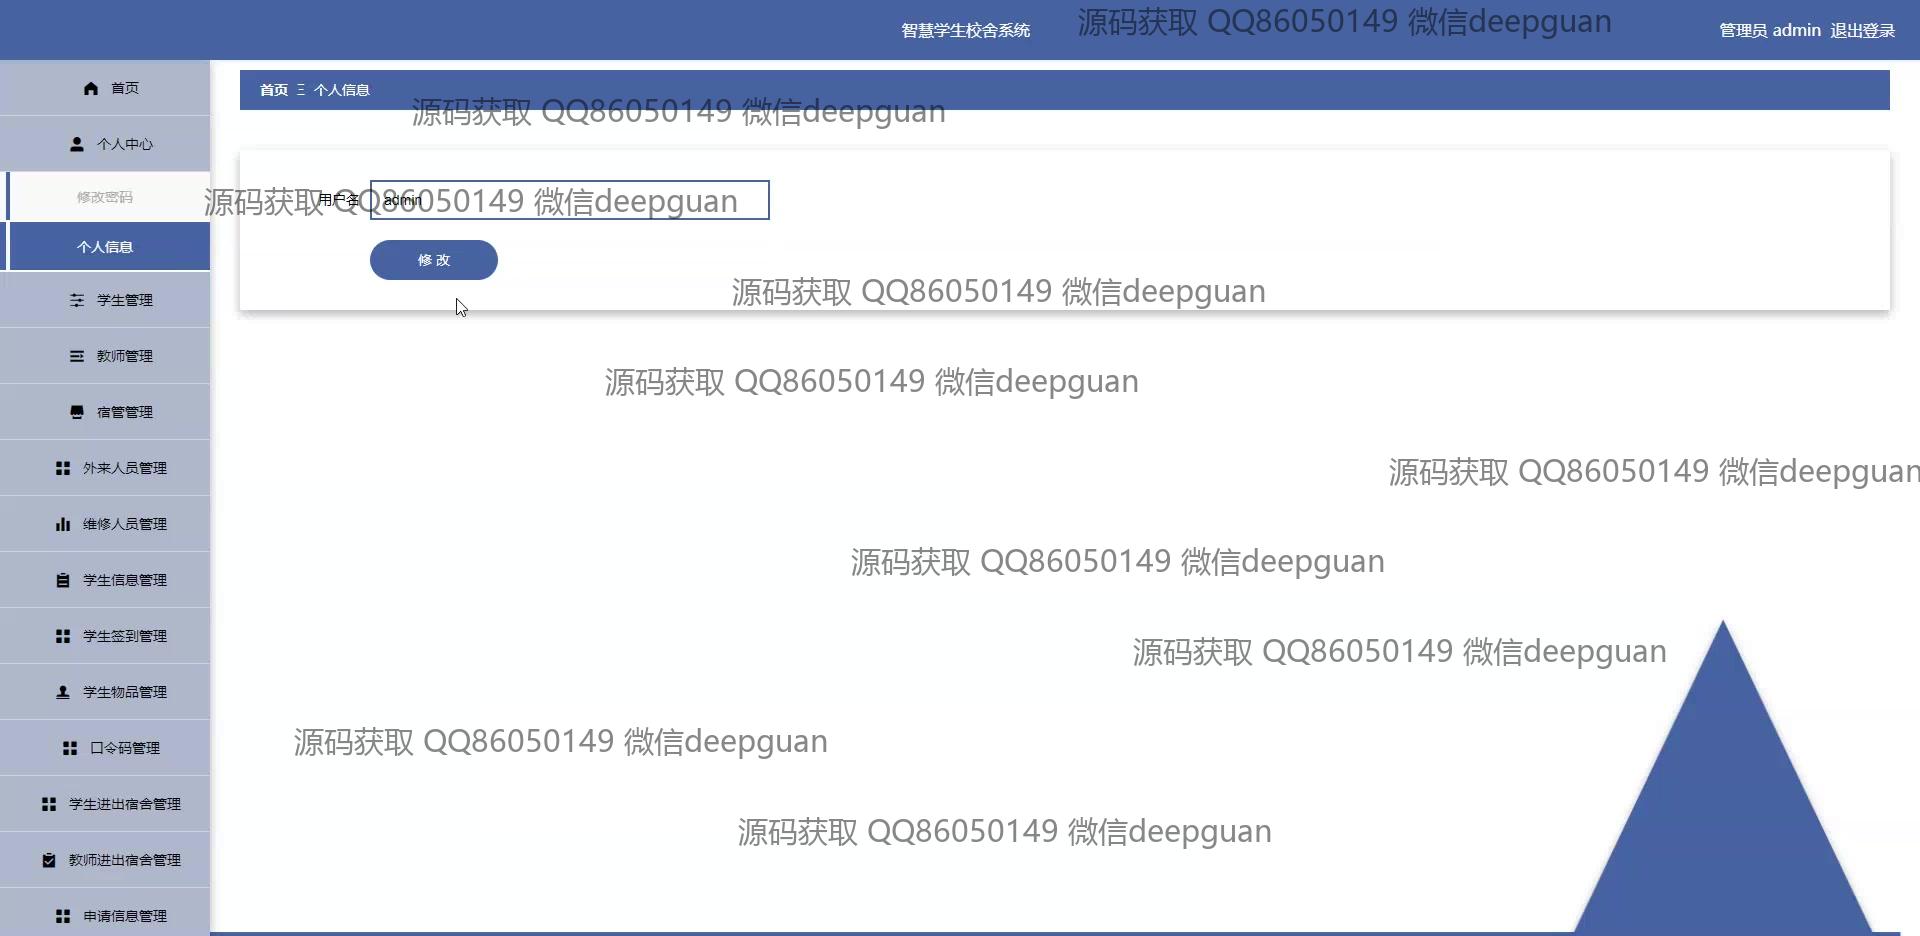 智慧学生校舍系统
源码获取 QQ86050149 微信deepguan
管理员 admin 退出登录
首页
个人中心
修改密码
个人信息
学生管理
教师管理
宿管管理
外来人员管理
维修人员管理
学生信息管理
学生签到管理
学生物品管理
口令码管理
学生进出宿舍管理
教师进出宿舍管理
申请信息管理
首页 Ξ 个人信息
源码获取 QQ86050149 微信deepguan
用户名 admin
源码获取 QQ86050149 微信deepguan
修 改
源码获取 QQ86050149 微信deepguan
源码获取 QQ86050149 微信deepguan
源码获取 QQ86050149 微信deepguan
源码获取 QQ86050149 微信deepguan
源码获取 QQ86050149 微信deepguan
源码获取 QQ86050149 微信deepguan
源码获取 QQ86050149 微信deepguan